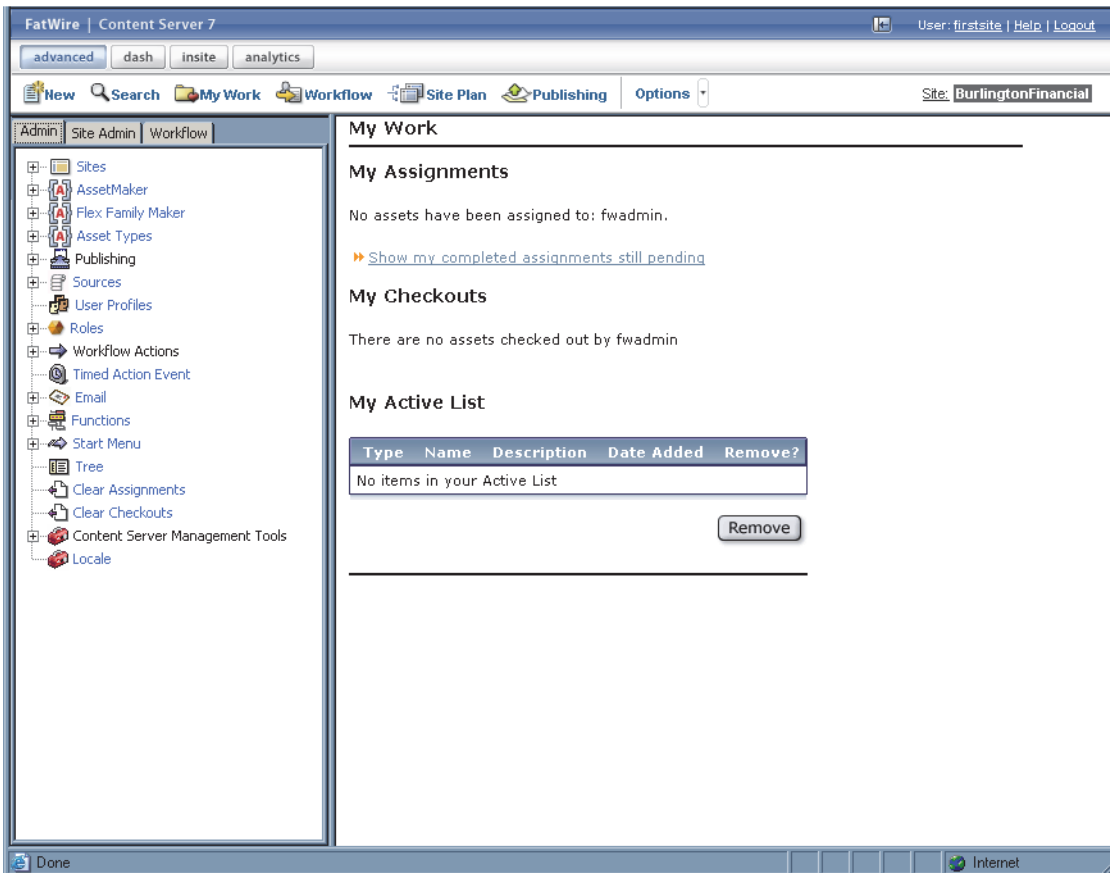 FatWire | Content Server 7
User: firstsite | Help | Logout
advanced dash insite analytics
New Search My Work Workflow Site Plan Publishing Options
Site: BurlingtonFinancial
Admin Site Admin Workflow
Sites
AssetMaker
Flex Family Maker
Asset Types
Publishing
Sources
User Profiles
Roles
Workflow Actions
Timed Action Event
Email
Functions
Start Menu
Tree
Clear Assignments
Clear Checkouts
Content Server Management Tools
Locale
My Work
My Assignments
No assets have been assigned to: fwadmin.
Show my completed assignments still pending
My Checkouts
There are no assets checked out by fwadmin
My Active List
Type Name Description Date Added Remove?
No items in your Active List
Remove
Done
Internet